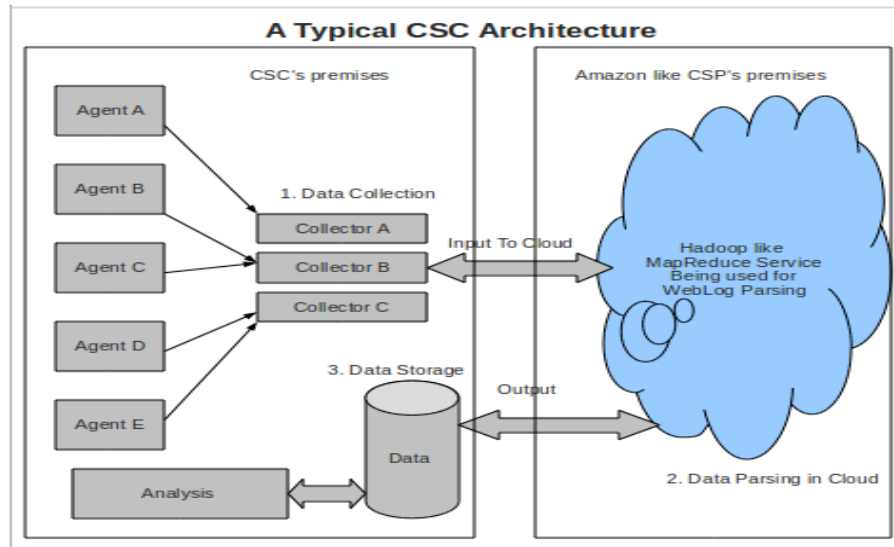 A Typical CSC Architecture
CSC's premises
Amazon like CSP's premises
Agent A
Agent B
Agent C
Agent D
Agent E
1. Data Collection
Collector A
Collector B
Collector C
Input To Cloud
Hadoop like
MapReduce Service
Being used for
WebLog Parsing
3. Data Storage
Output
Data
Analysis
2. Data Parsing in Cloud